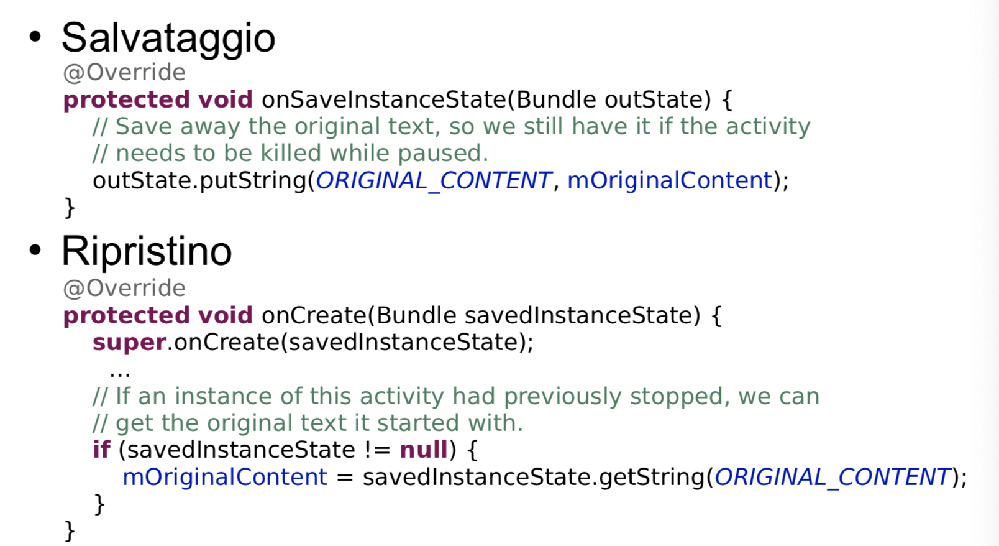 • Salvataggio
@Override
protected void onSaveInstanceState(Bundle outState) {
// Save away the original text, so we still have it if the activity
// needs to be killed while paused.
outState.putString(ORIGINAL_CONTENT, mOriginalContent);
}
• Ripristino
@Override
protected void onCreate(Bundle savedInstanceState) {
super.onCreate(savedInstanceState);
...
// If an instance of this activity had previously stopped, we can
// get the original text it started with.
if (savedInstanceState != null) {
mOriginalContent = savedInstanceState.getString(ORIGINAL_CONTENT);
}
}